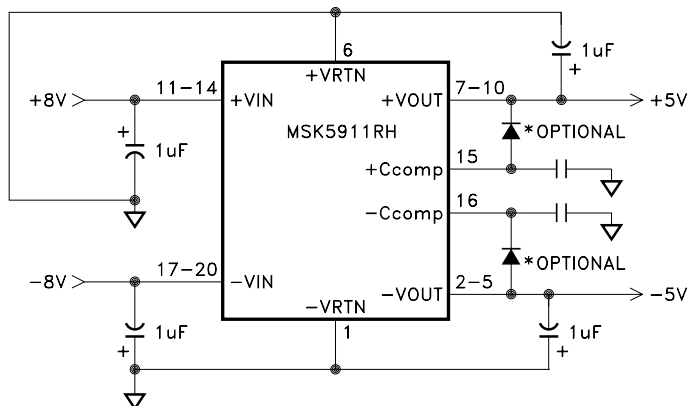 1uF
+
6
+VRTN
11-14
7-10
+8V
+VIN
+VOUT
+5V
+
1uF
MSK5911RH
*OPTIONAL
15
+Ccomp
16
-Ccomp
*OPTIONAL
17-20
2-5
-8V
-VIN
-VOUT
-5V
-VRTN
1
1uF
+
1uF
+